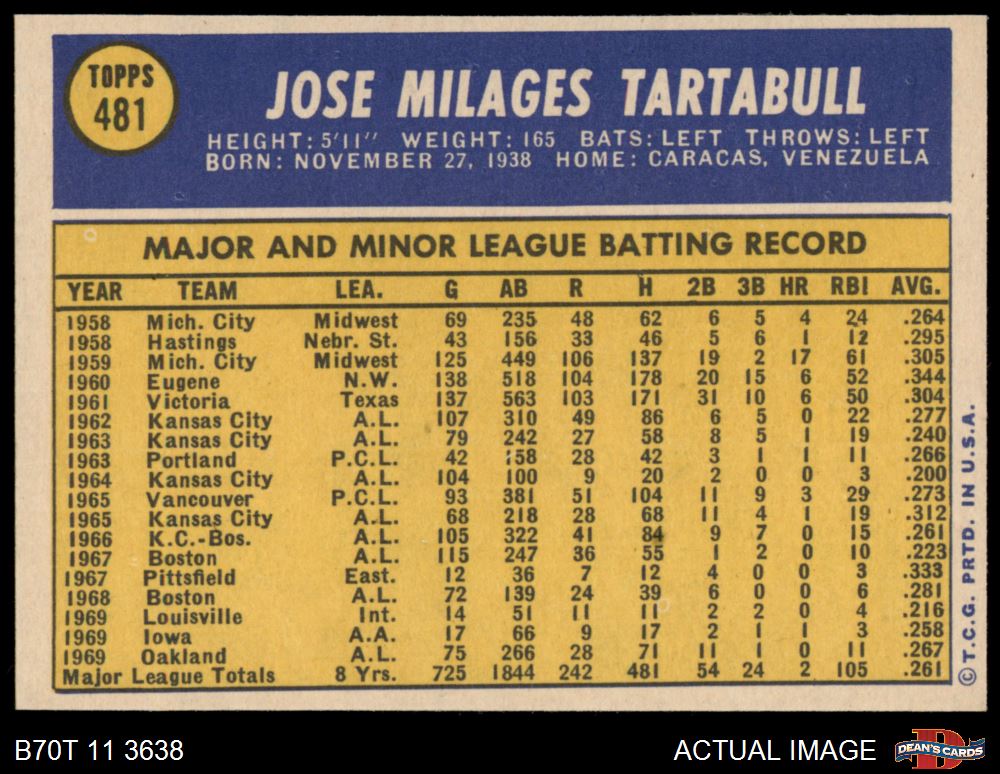 TOPPS
481
JOSE MILAGES TARTABULL
HEIGHT: 5'11" WEIGHT: 165 BATS: LEFT THROWS: LEFT
BORN: NOVEMBER 27, 1938 HOME: CARACAS, VENEZUELA
MAJOR AND MINOR LEAGUE BATTING RECORD
YEAR TEAM LEA. G AB R H 2B 3B HR RBI AVG.
1958 Mich. City Midwest 69 235 48 62 6 5 4 24 .264
1958 Hastings Nebr. St. 43 156 33 46 5 6 1 12 .295
1959 Mich. City Midwest 125 449 106 137 19 2 17 61 .305
1960 Eugene N.W. 138 518 104 178 20 15 6 52 .344
1961 Victoria Texas 137 563 103 171 31 10 6 50 .304
1962 Kansas City A.L. 107 310 49 86 6 5 0 22 .277
1963 Kansas City A.L. 79 242 27 58 8 5 1 19 .240
1963 Portland P.C.L. 42 158 28 42 3 1 1 11 .266
1964 Kansas City A.L. 104 100 9 20 2 0 0 3 .200
1965 Vancouver P.C.L. 93 381 51 104 11 9 3 29 .273
1965 Kansas City A.L. 68 218 28 68 11 4 1 19 .312
1966 K.C.-Bos. A.L. 105 322 41 84 9 7 0 15 .261
1967 Boston A.L. 115 247 36 55 1 2 0 10 .223
1967 Pittsfield East. 12 36 7 12 4 0 0 3 .333
1968 Boston A.L. 72 139 24 39 6 0 0 6 .281
1969 Louisville Int. 14 51 11 11 2 2 0 4 .216
1969 Iowa A.A. 17 66 9 17 2 1 1 3 .258
1969 Oakland A.L. 75 266 28 71 11 1 0 11 .267
Major League Totals 8 Yrs. 725 1844 242 481 54 24 2 105 .261
© T.C.G. PRTD. IN U.S.A.
B70T 11 3638
ACTUAL IMAGE
D
DEAN'S CARDS